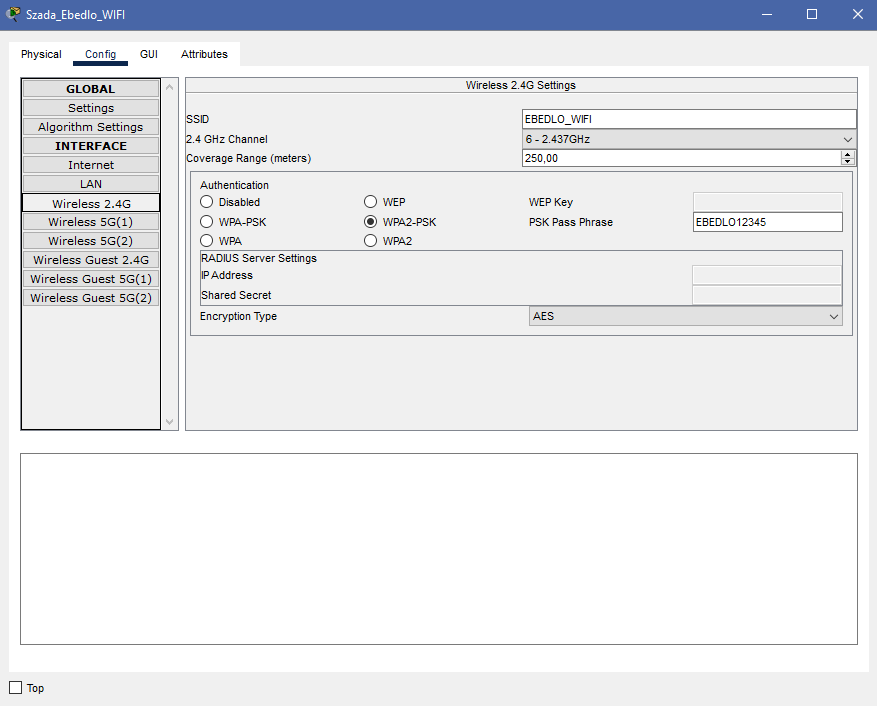 Szada_Ebedlo_WIFI
Physical Config GUI Attributes
GLOBAL
Settings
Algorithm Settings
INTERFACE
Internet
LAN
Wireless 2.4G
Wireless 5G(1)
Wireless 5G(2)
Wireless Guest 2.4G
Wireless Guest 5G(1)
Wireless Guest 5G(2)
Wireless 2.4G Settings
SSID EBEDLO_WIFI
2.4 GHz Channel 6 - 2.437GHz
Coverage Range (meters) 250,00
Authentication
Disabled WEP WEP Key
WPA-PSK WPA2-PSK PSK Pass Phrase EBEDLO12345
WPA WPA2
RADIUS Server Settings
IP Address
Shared Secret
Encryption Type AES
Top